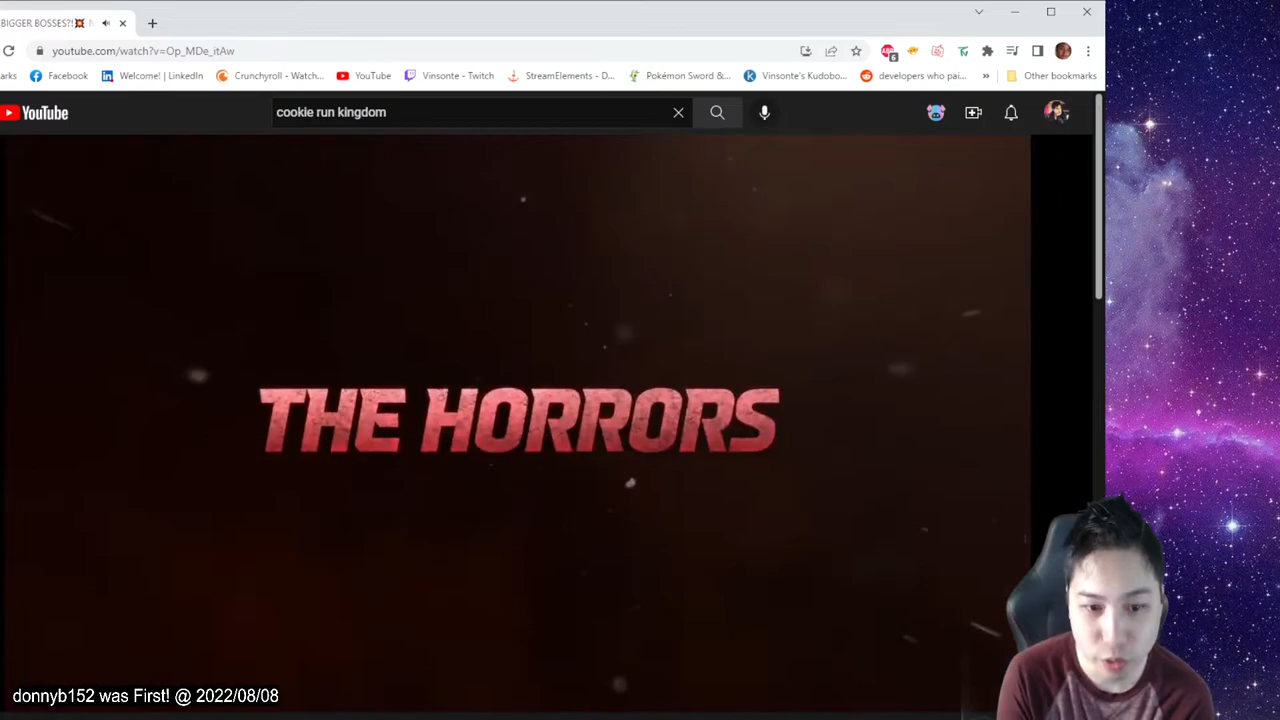 BIGGER BOSSES?!💥 N
youtube.com/watch?v=Op_MDe_itAw
arks Facebook Welcome! | LinkedIn Crunchyroll - Watch... YouTube Vinsonte - Twitch StreamElements - D... Pokémon Sword &... Vinsonte's Kudobo... developers who pai... » Other bookmarks
YouTube cookie run kingdom
THE HORRORS
donnyb152 was First! @ 2022/08/08